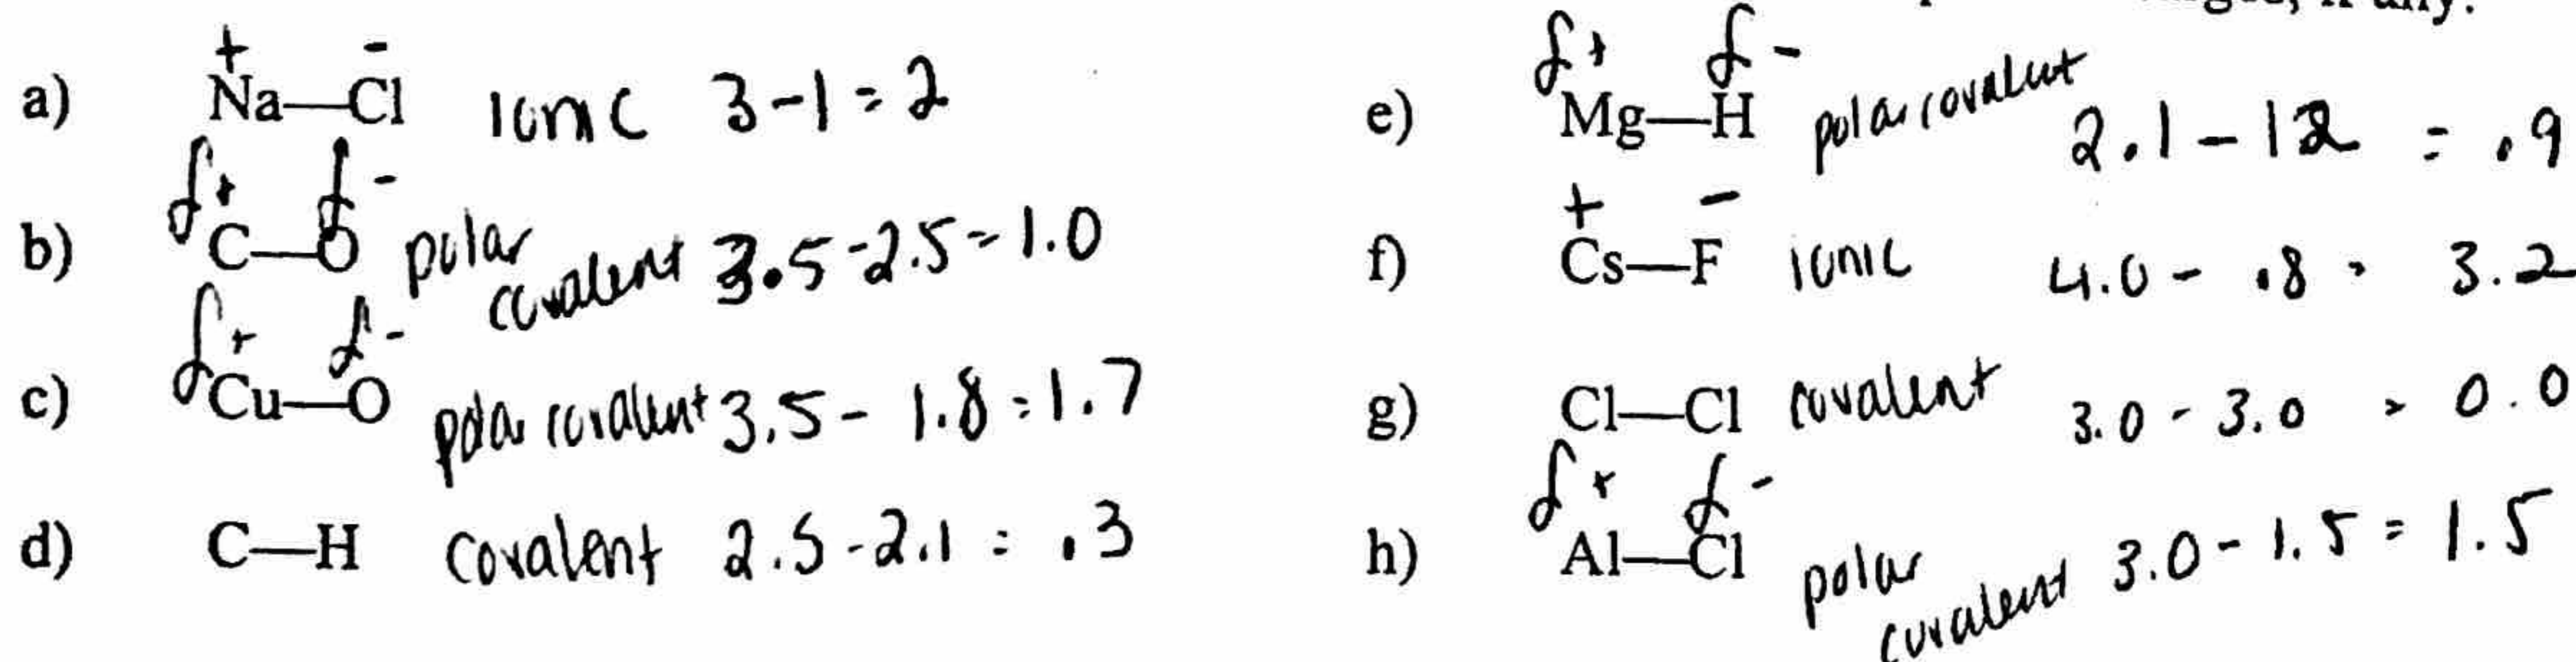 ges, if any.
a) + - Na—Cl ionic 3-1=2
b) δ+ δ- C—O polar covalent 3.5-2.5=1.0
c) δ+ δ- Cu—O polar covalent 3.5-1.8=1.7
d) C—H covalent 2.5-2.1=.3
e) δ+ δ- Mg—H polar covalent 2.1-12=.9
f) + - Cs—F ionic 4.0-.8=3.2
g) Cl—Cl covalent 3.0-3.0=0.0
h) δ+ δ- Al—Cl polar covalent 3.0-1.5=1.5